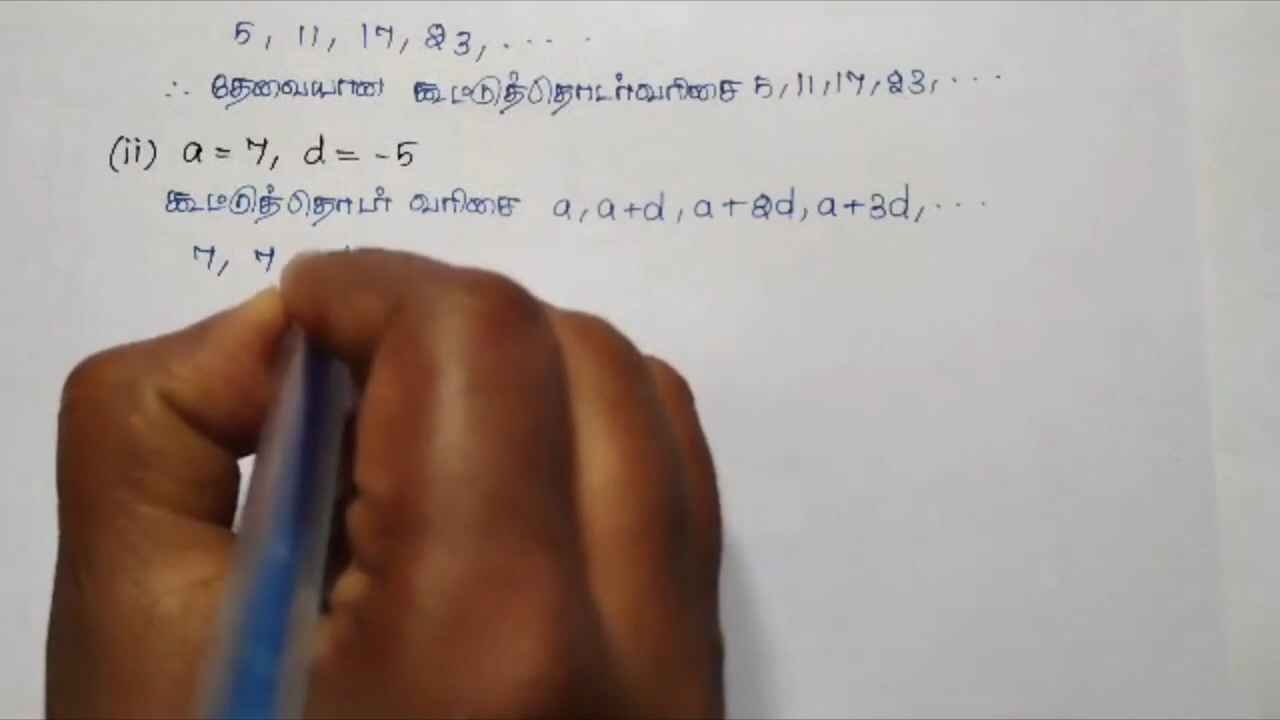 5, 11, 17, 23, ....
∴ தேவையான கூட்டுத்தொடர்வரிசை 5, 11, 17, 23, ...
(ii) a = 7, d = -5
கூட்டுத்தொடர் வரிசை a, a+d, a+2d, a+3d, ...
7, 7